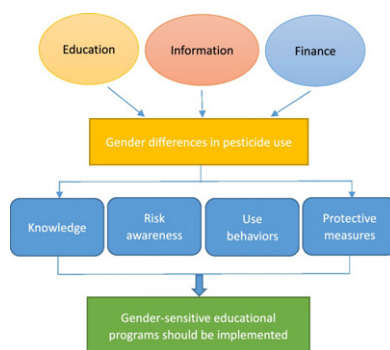 Education
Information
Finance
Gender differences in pesticide use
Knowledge
Risk
awareness
Use
behaviors
Protective
measures
Gender-sensitive educational
programs should be implemented